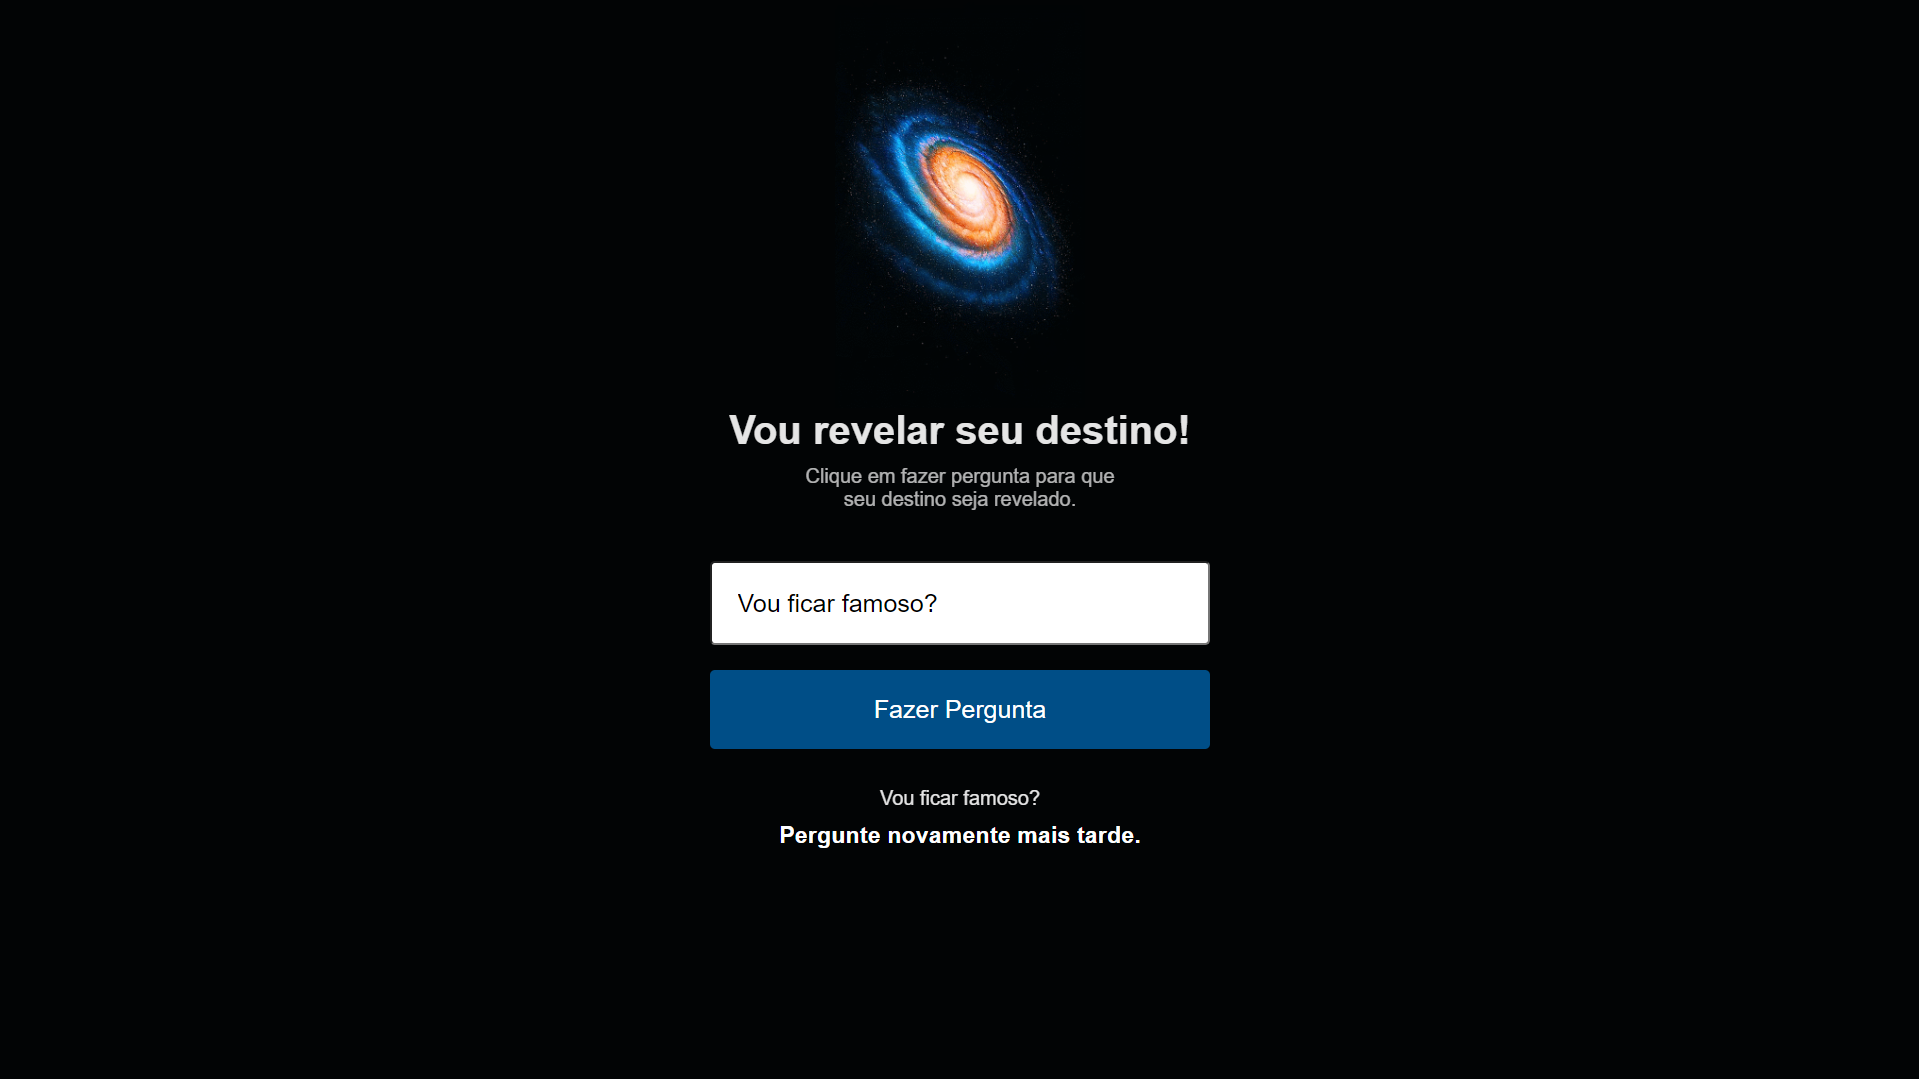 Vou revelar seu destino!
Clique em fazer pergunta para que
seu destino seja revelado.
Vou ficar famoso?
Fazer Pergunta
Vou ficar famoso?
Pergunte novamente mais tarde.